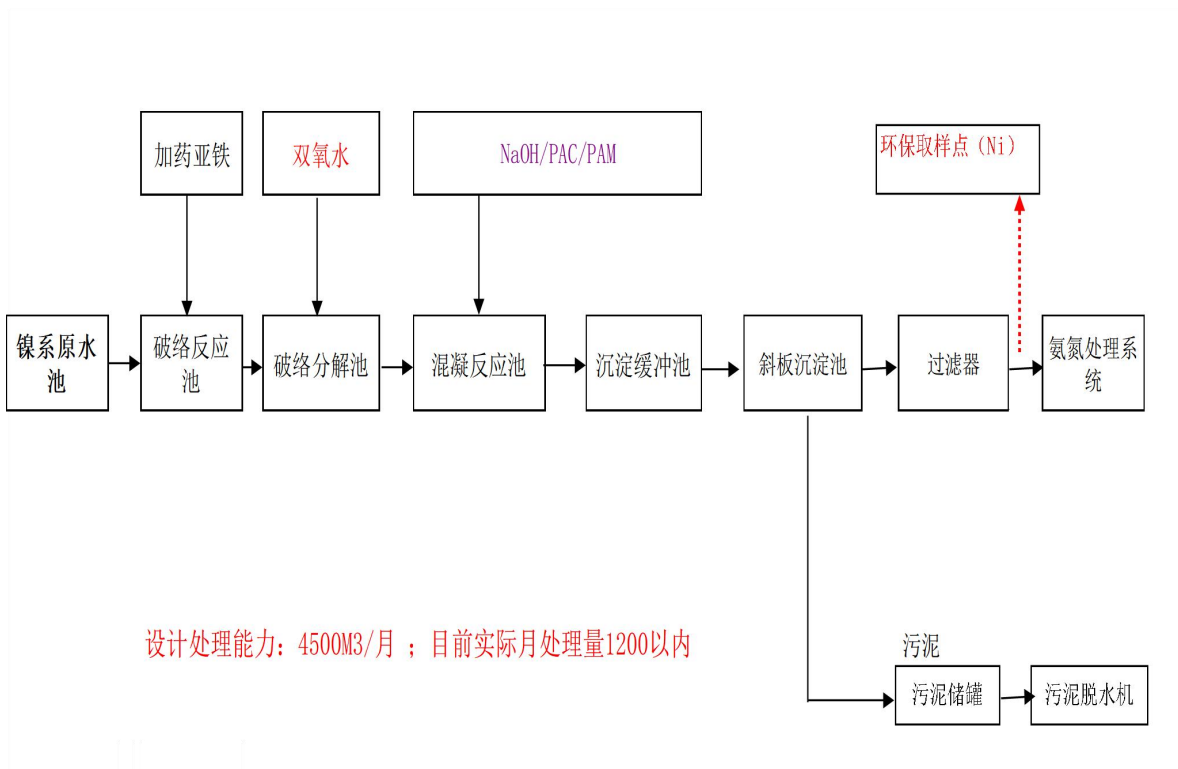 加药亚铁
双氧水
NaOH/PAC/PAM
环保取样点（Ni）
镍系原水
池
破络反应
池
破络分解池
混凝反应池
沉淀缓冲池
斜板沉淀池
过滤器
氨氮处理系
统
设计处理能力：4500M3/月 ；目前实际月处理量1200以内
污泥
污泥储罐
污泥脱水机